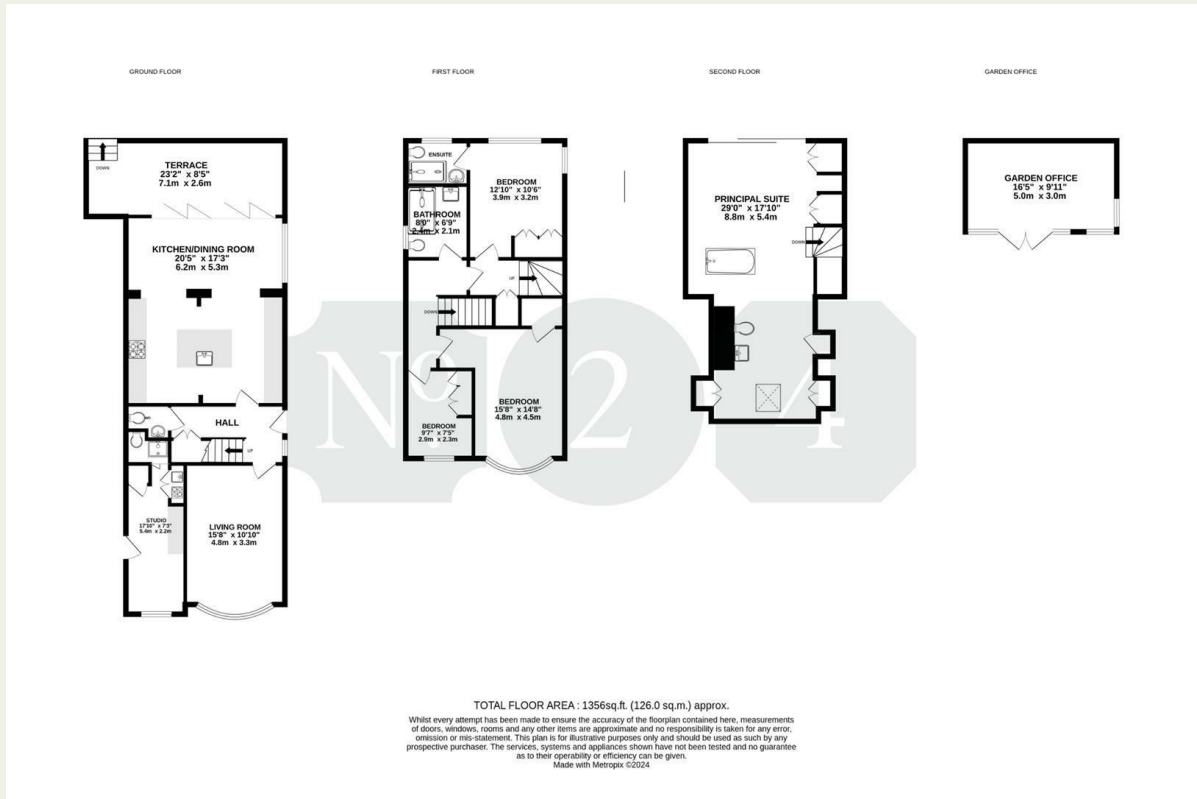 GROUND FLOOR
FIRST FLOOR
SECOND FLOOR
GARDEN OFFICE
DOWN
TERRACE
23'2" x 8'5"
7.1m x 2.6m
KITCHEN/DINING ROOM
20'5" x 17'3"
6.2m x 5.3m
HALL
UP
STUDIO
17'10" x 7'3"
5.4m x 2.2m
LIVING ROOM
15'8" x 10'10"
4.8m x 3.3m
ENSUITE
BEDROOM
12'10" x 10'6"
3.9m x 3.2m
BATHROOM
8'0" x 6'9"
2.4m x 2.1m
UP
DOWN
BEDROOM
15'8" x 14'8"
4.8m x 4.5m
BEDROOM
9'7" x 7'5"
2.9m x 2.3m
PRINCIPAL SUITE
29'0" x 17'10"
8.8m x 5.4m
DOWN
GARDEN OFFICE
16'5" x 9'11"
5.0m x 3.0m
No 2 4
TOTAL FLOOR AREA : 1356sq.ft. (126.0 sq.m.) approx.
Whilst every attempt has been made to ensure the accuracy of the floorplan contained here, measurements
of doors, windows, rooms and any other items are approximate and no responsibility is taken for any error,
omission or mis-statement. This plan is for illustrative purposes only and should be used as such by any
prospective purchaser. The services, systems and appliances shown have not been tested and no guarantee
as to their operability or efficiency can be given.
Made with Metropix ©2024